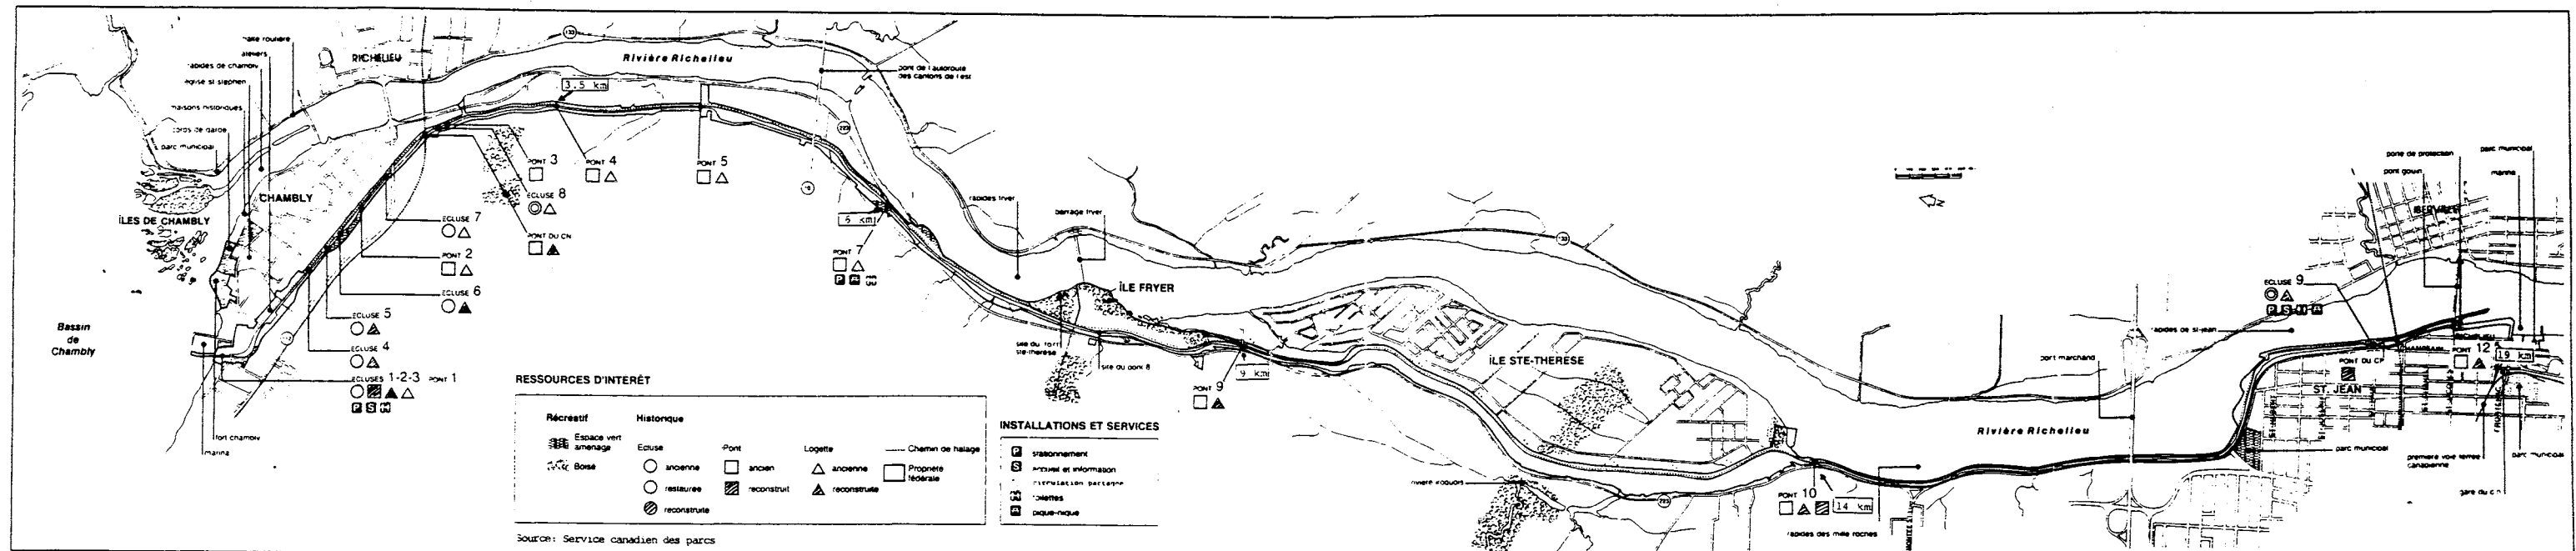 halte routière
ateliers
rapides de chambly
église st stephen
maisons historiques
corps de garde
parc municipal
RICHELIEU
Rivière Richelieu
133
pont de l'autoroute
des cantons de l'est
3.5 km
223
10
ÎLES DE CHAMBLY
CHAMBLY
Bassin
de
Chambly
fort chambly
marina
ECLUSES 1-2-3 PONT 1
P S
ECLUSE 4
ECLUSE 5
ECLUSE 6
PONT 2
ECLUSE 7
PONT DU CN
ECLUSE 8
PONT 3
PONT 4
PONT 5
6 km
PONT 7
P
rapides fryer
barrage fryer
ÎLE FRYER
site du fort
ste-thérèse
site du pont 8
PONT 9
9 km
N
133
ÎLE STE-THERÈSE
rivière iroquois
223
PONT 10
14 km
rapides des mille roches
pont marchand
Rivière Richelieu
rapides de st-jean
ECLUSE 9
P S
porte de protection
pont gouin
parc municipal
marina
IBERVILLE
PONT DU CP
PONT 12
19 km
ST. JEAN
parc municipal
première voie ferrée
canadienne
parc municipal
gare du c n
RESSOURCES D'INTERÊT
Récréatif
Historique
Espace vert
aménagé
Boisé
Ecluse
ancienne
restaurée
reconstruite
Pont
ancien
reconstruit
Logette
ancienne
reconstruite
Chemin de halage
Propriété
fédérale
INSTALLATIONS ET SERVICES
P stationnement
S accueil et information
circulation partagée
toilettes
pique-nique
Source: Service canadien des parcs